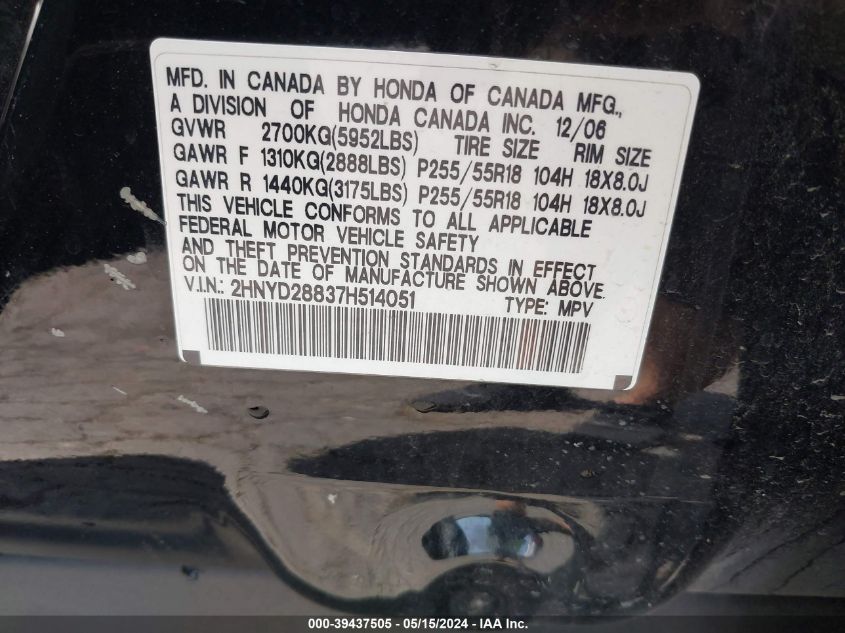 MFD. IN CANADA BY HONDA OF CANADA MFG.,
A DIVISION OF HONDA CANADA INC. 12/06
GVWR 2700KG(5952LBS) TIRE SIZE RIM SIZE
GAWR F 1310KG(2888LBS) P255/55R18 104H 18X8.0J
GAWR R 1440KG(3175LBS) P255/55R18 104H 18X8.0J
THIS VEHICLE CONFORMS TO ALL APPLICABLE
FEDERAL MOTOR VEHICLE SAFETY
AND THEFT PREVENTION STANDARDS IN EFFECT
ON THE DATE OF MANUFACTURE SHOWN ABOVE.
V.I.N.: 2HNYD28837H514051 TYPE: MPV
000-39437505 - 05/15/2024 - IAA Inc.